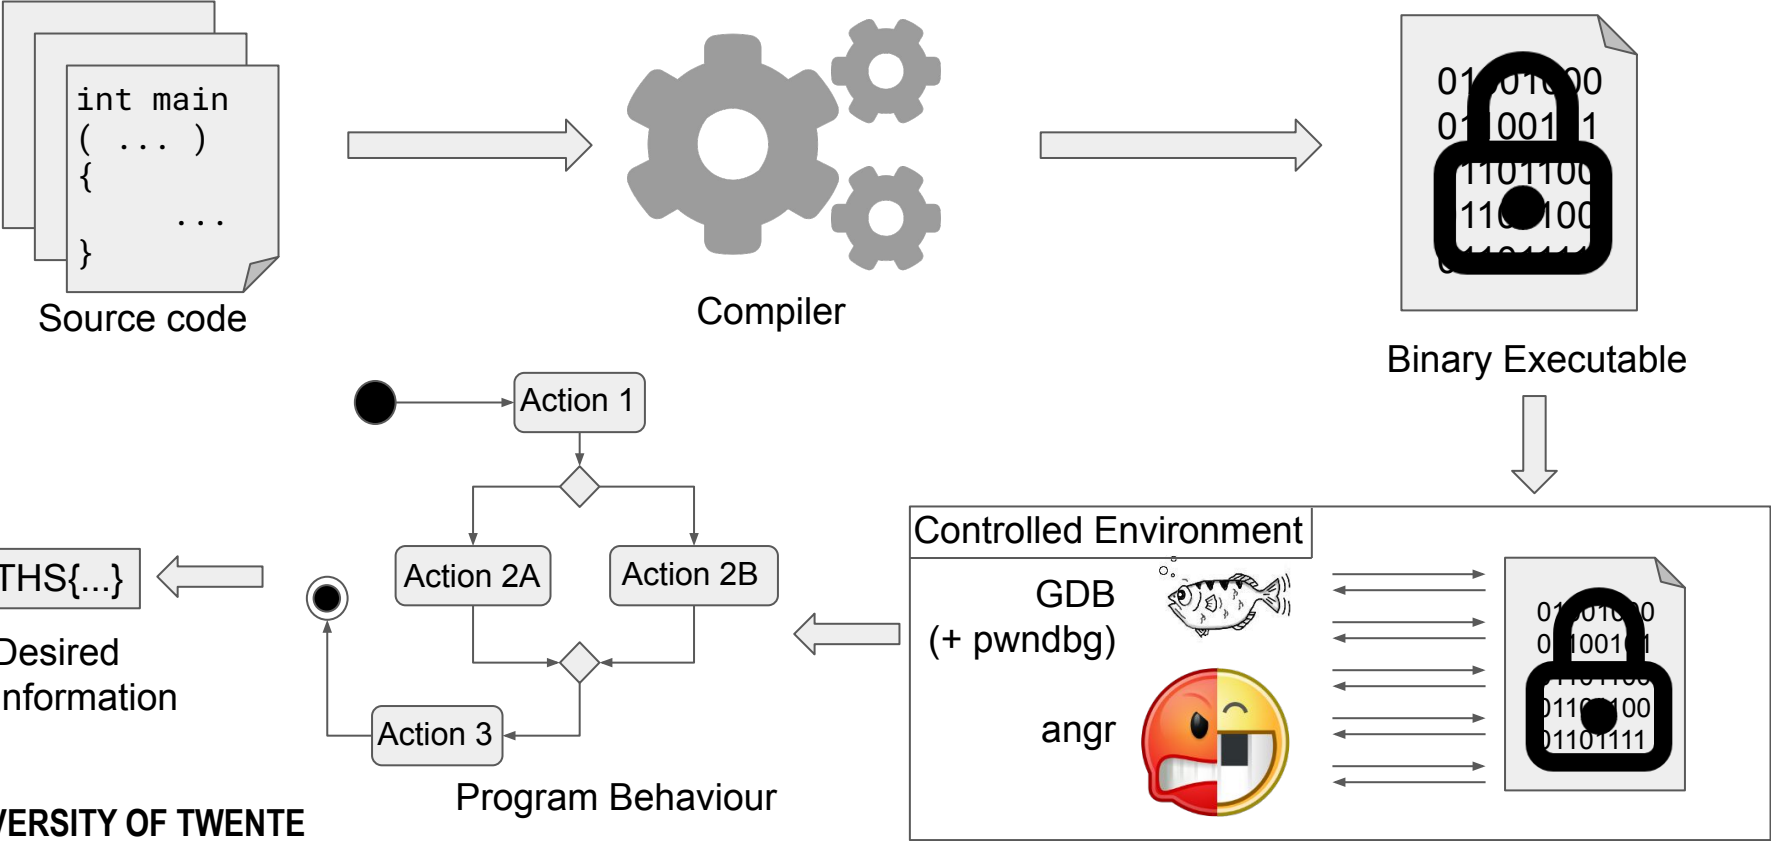 int main
( ... )
{
...
}
Source code
Compiler
Binary Executable
Action 1
Action 2A
Action 2B
Action 3
Program Behaviour
THS{...}
Desired
nformation
Controlled Environment
GDB
(+ pwndbg)
angr
01101111
VERSITY OF TWENTE